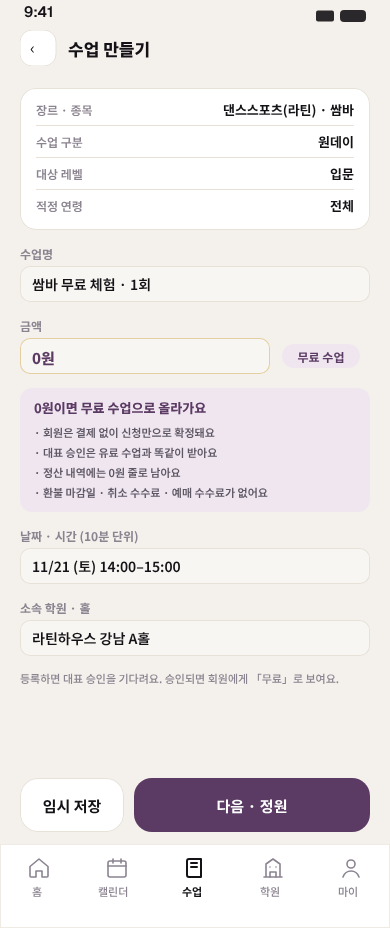 9:41
‹ 수업 만들기
장르 · 종목 댄스스포츠(라틴) · 쌈바
수업 구분 원데이
대상 레벨 입문
적정 연령 전체
수업명
쌈바 무료 체험 · 1회
금액
0원 무료 수업
0원이면 무료 수업으로 올라가요
· 회원은 결제 없이 신청만으로 확정돼요
· 대표 승인은 유료 수업과 똑같이 받아요
· 정산 내역에는 0원 줄로 남아요
· 환불 마감일 · 취소 수수료 · 예매 수수료가 없어요
날짜 · 시간 (10분 단위)
11/21 (토) 14:00–15:00
소속 학원 · 홀
라틴하우스 강남 A홀
등록하면 대표 승인을 기다려요. 승인되면 회원에게 「무료」로 보여요.
임시 저장 다음 · 정원
홈 캘린더 수업 학원 마이